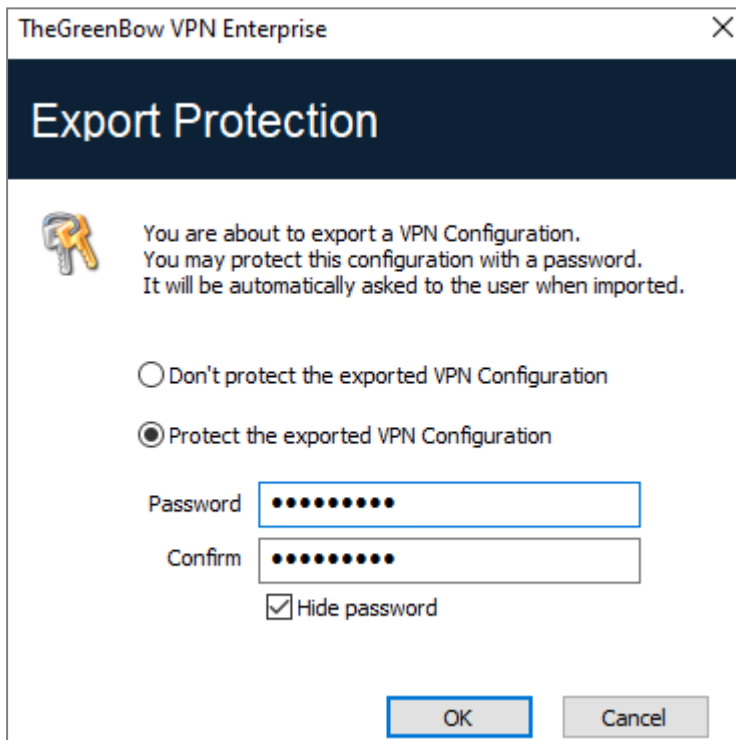 TheGreenBow VPN Enterprise
Export Protection
You are about to export a VPN Configuration.
You may protect this configuration with a password.
It will be automatically asked to the user when imported.
Don't protect the exported VPN Configuration
Protect the exported VPN Configuration
Password ●●●●●●●●●
Confirm ●●●●●●●●●
Hide password
OK Cancel